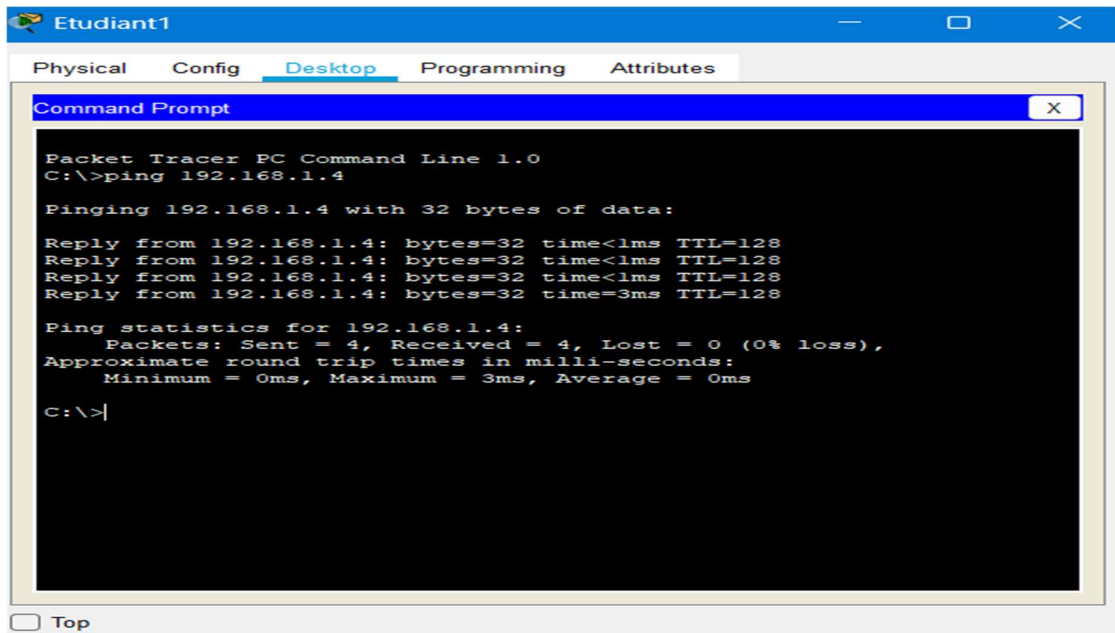 Etudiant1
Physical Config Desktop Programming Attributes
Command Prompt
X
Packet Tracer PC Command Line 1.0
C:\>ping 192.168.1.4
Pinging 192.168.1.4 with 32 bytes of data:
Reply from 192.168.1.4: bytes=32 time<1ms TTL=128
Reply from 192.168.1.4: bytes=32 time<1ms TTL=128
Reply from 192.168.1.4: bytes=32 time<1ms TTL=128
Reply from 192.168.1.4: bytes=32 time=3ms TTL=128
Ping statistics for 192.168.1.4:
Packets: Sent = 4, Received = 4, Lost = 0 (0% loss),
Approximate round trip times in milli-seconds:
Minimum = 0ms, Maximum = 3ms, Average = 0ms
C:\>
Top